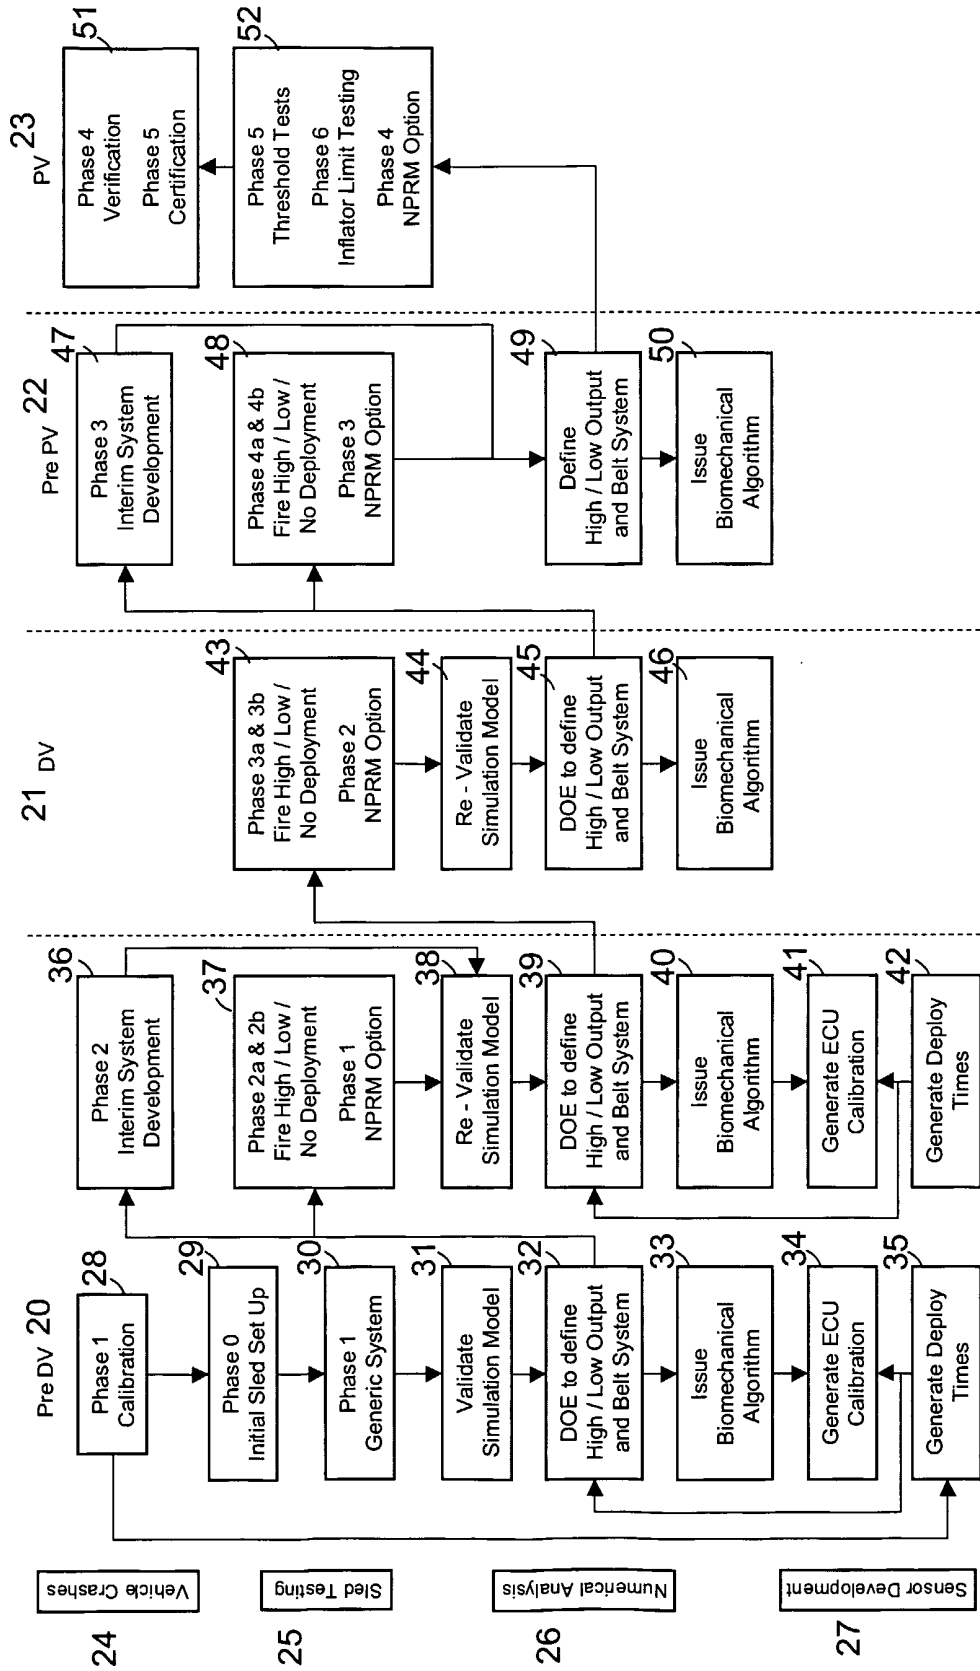 24
Vehicle Crashes
25
Sled Testing
26
Numerical Analysis
27
Sensor Development
Pre DV 20
28
Phase 1
Calibration
29
Phase 0
Initial Sled Set Up
30
Phase 1
Generic System
31
Validate
Simulation Model
32
DOE to define
High / Low Output
and Belt System
33
Issue
Biomechanical
Algorithm
34
Generate ECU
Calibration
35
Generate Deploy
Times
36
Phase 2
Interim System
Development
37
Phase 2a & 2b
Fire High / Low /
No Deployment
Phase 1
NPRM Option
38
Re - Validate
Simulation Model
39
DOE to define
High / Low Output
and Belt System
40
Issue
Biomechanical
Algorithm
41
Generate ECU
Calibration
42
Generate Deploy
Times
21 DV
43
Phase 3a & 3b
Fire High / Low /
No Deployment
Phase 2
NPRM Option
44
Re - Validate
Simulation Model
45
DOE to define
High / Low Output
and Belt System
46
Issue
Biomechanical
Algorithm
Pre PV 22
47
Phase 3
Interim System
Development
48
Phase 4a & 4b
Fire High / Low /
No Deployment
Phase 3
NPRM Option
49
Define
High / Low Output
and Belt System
50
Issue
Biomechanical
Algorithm
PV 23
51
Phase 4
Verification
Phase 5
Certification
52
Phase 5
Threshold Tests
Phase 6
Inflator Limit Testing
Phase 4
NPRM Option